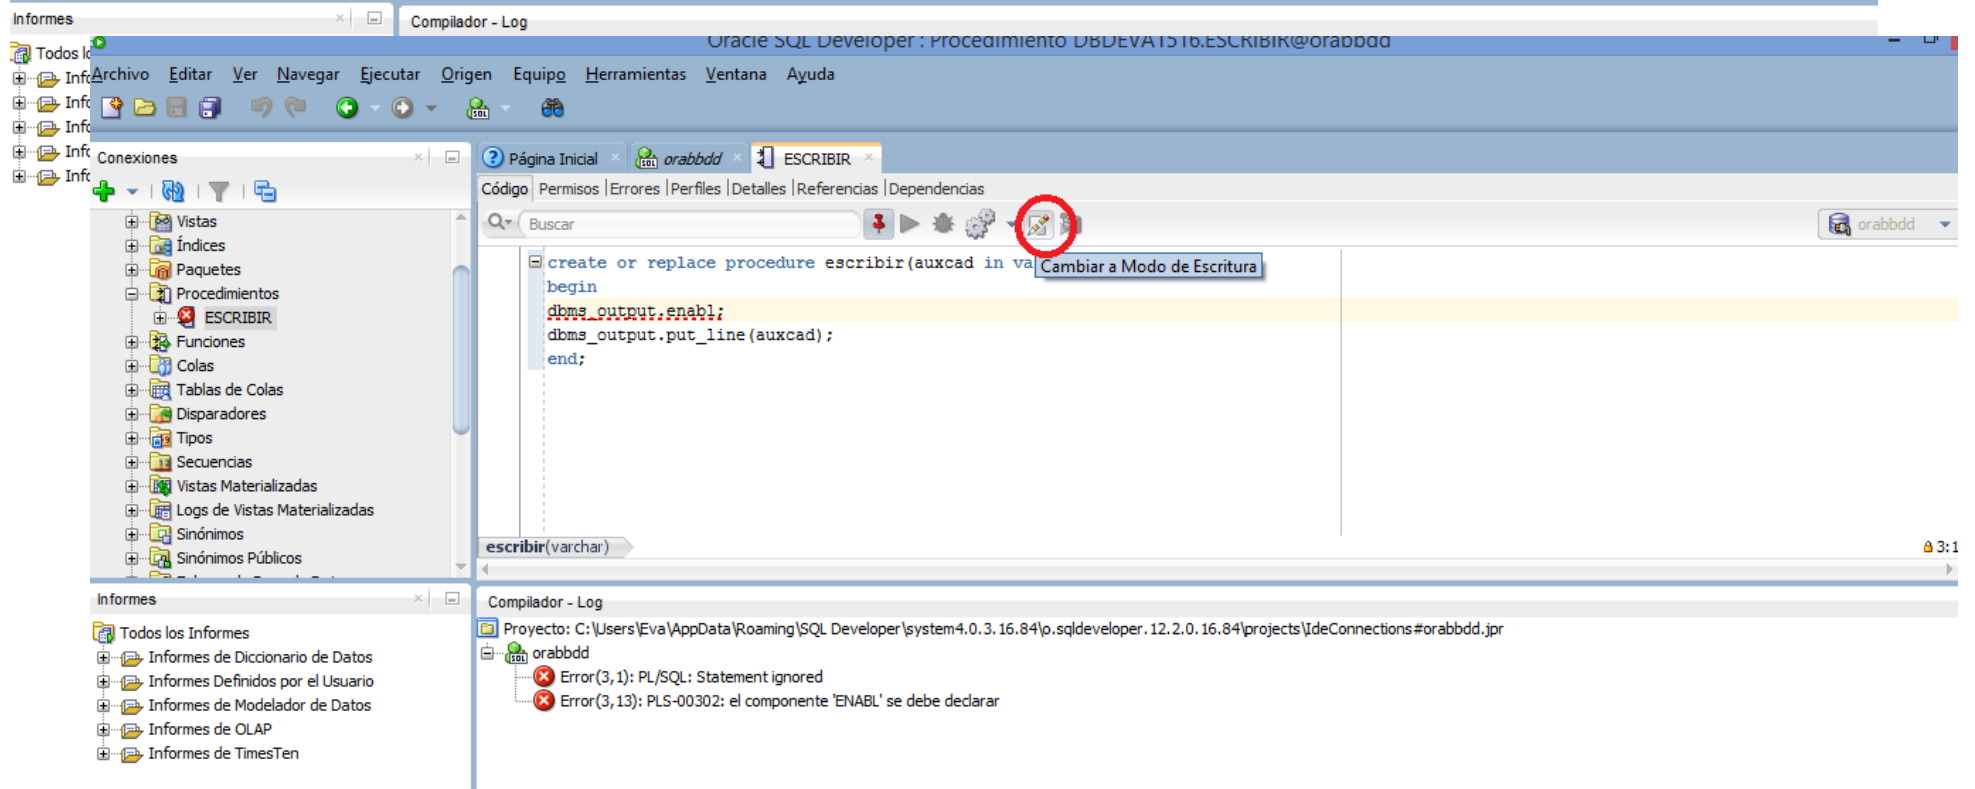 Informes
Compilador - Log
Todos
Oracle SQL Developer : Procedimiento DBDEVA1516.ESCRIBIR@orabbdd
Archivo Editar Ver Navegar Ejecutar Origen Equipo Herramientas Ventana Ayuda
Conexiones
Página Inicial
orabbdd
ESCRIBIR
Código Permisos |Errores |Perfiles |Detalles |Referencias |Dependencias
Buscar
orabbdd
Vistas
Índices
Paquetes
Procedimientos
ESCRIBIR
Funciones
Colas
Tablas de Colas
Disparadores
Tipos
Secuencias
Vistas Materializadas
Logs de Vistas Materializadas
Sinónimos
Sinónimos Públicos
create or replace procedure escribir(auxcad in va
Cambiar a Modo de Escritura
begin
dbms_output.enabl;
dbms_output.put_line(auxcad);
end;
escribir(varchar)
3:1
Informes
Todos los Informes
Informes de Diccionario de Datos
Informes Definidos por el Usuario
Informes de Modelador de Datos
Informes de OLAP
Informes de TimesTen
Compilador - Log
Proyecto: C:\Users\Eva\AppData\Roaming\SQL Developer\system4.0.3.16.84\o.sqldeveloper.12.2.0.16.84\projects\IdeConnections#orabbdd.jpr
orabbdd
Error(3,1): PL/SQL: Statement ignored
Error(3,13): PLS-00302: el componente 'ENABL' se debe declarar